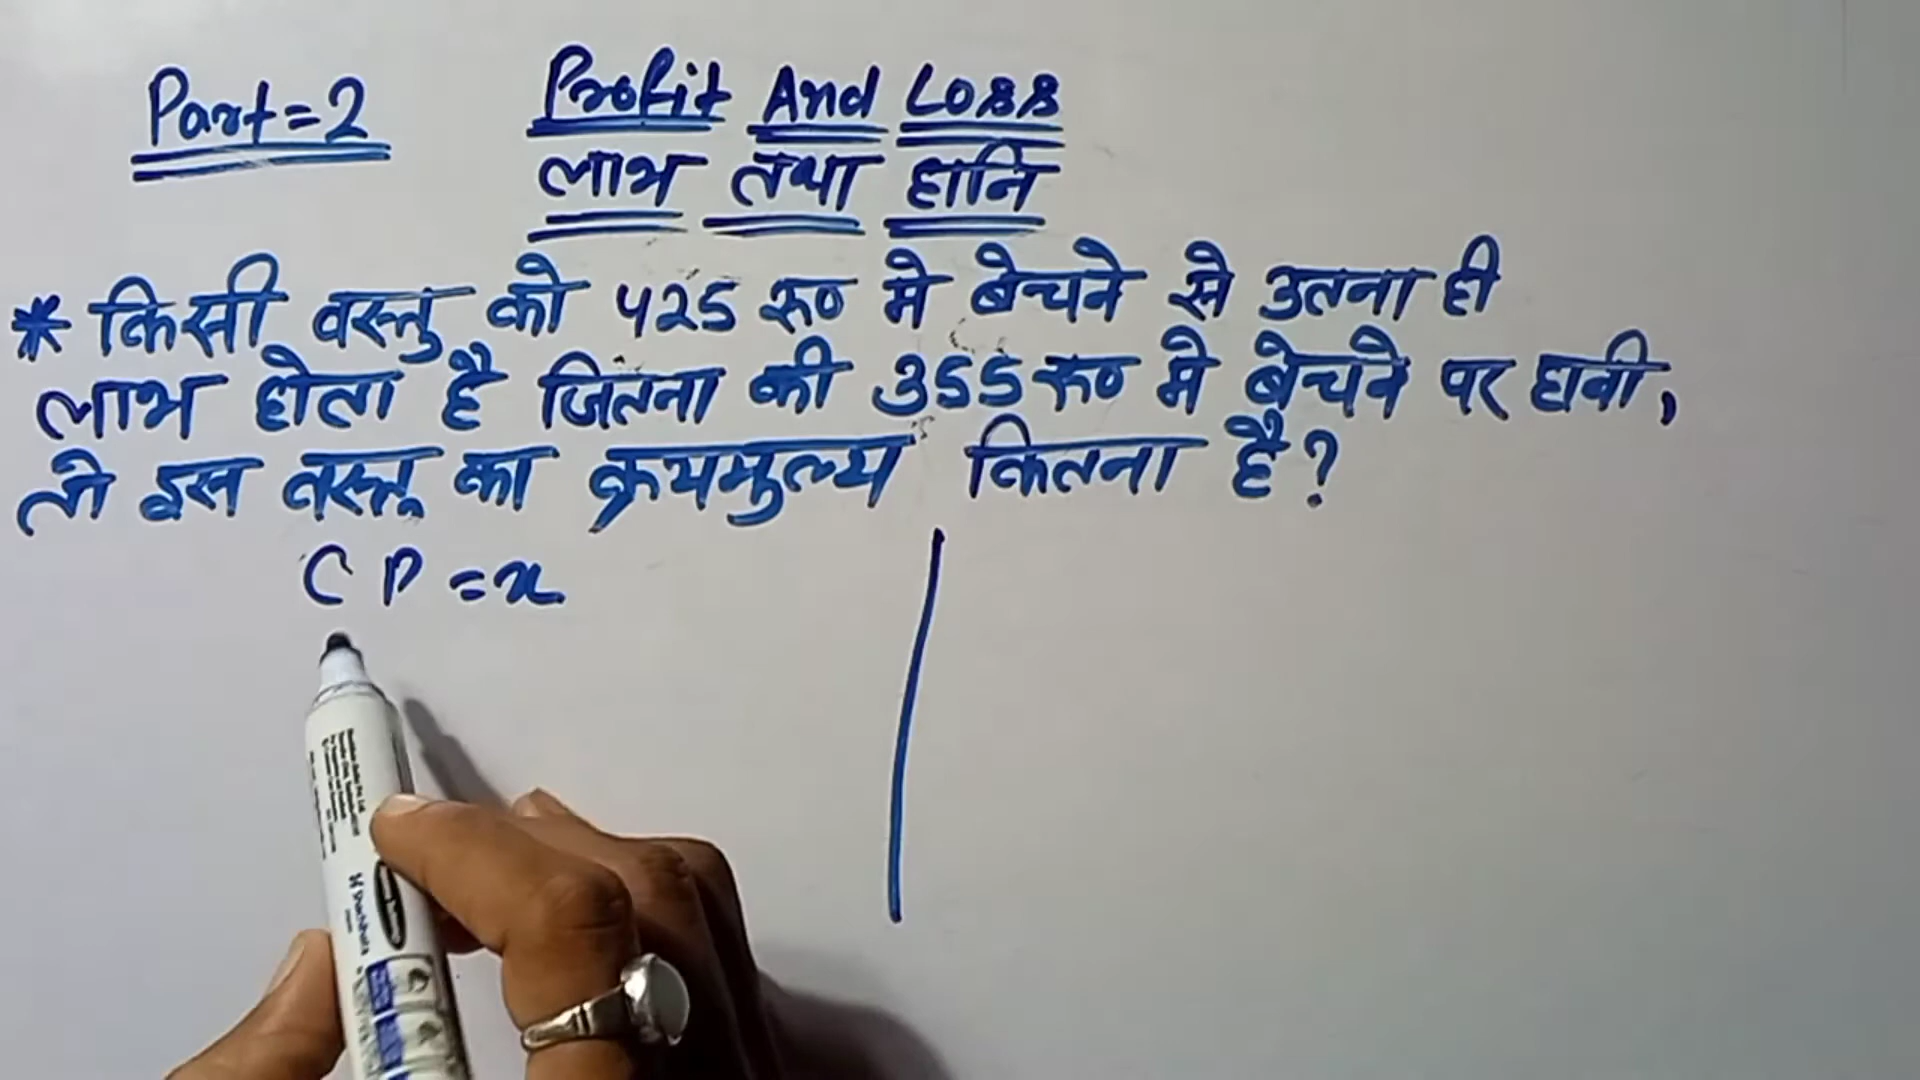 Part=2
Profit And Loss
लाभ तथा हानि
* किसी वस्तु को 425 रू० मे बेचने से उतना ही
लाभ होता है जितना की 355 रू० मे बेचने पर हानी,
तो इस वस्तु का क्रयमुल्य कितना है?
CP = x